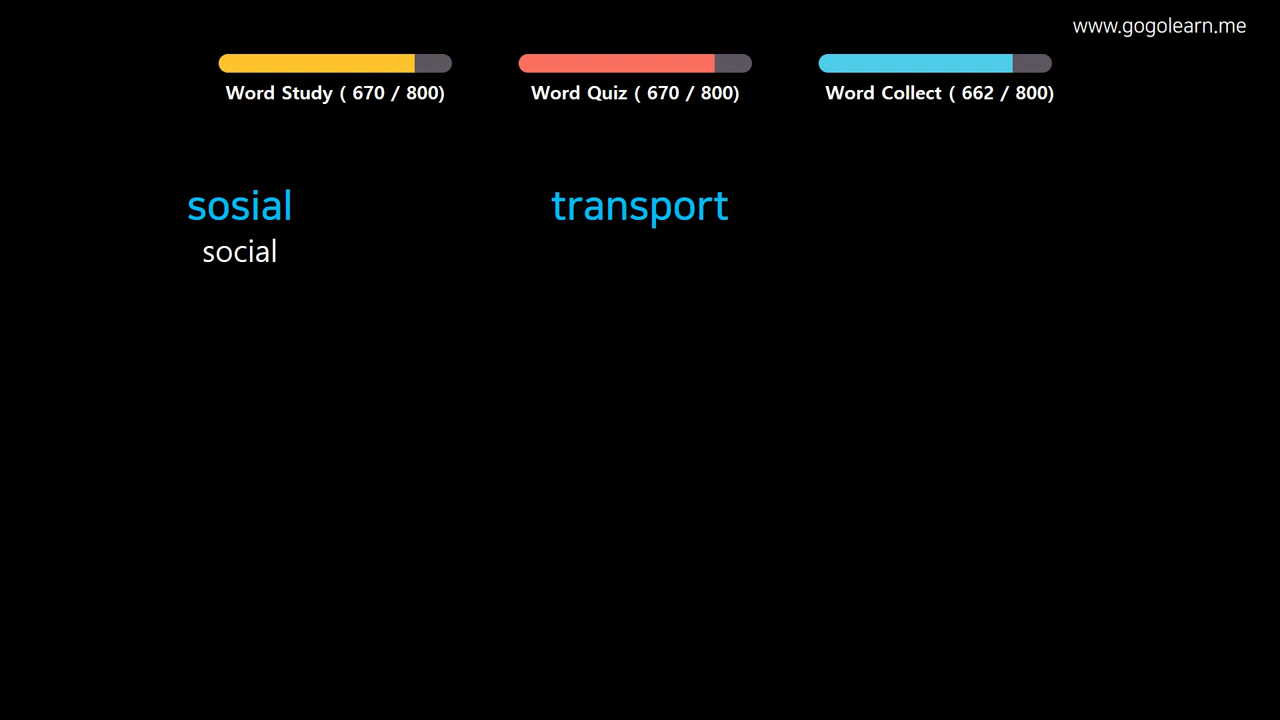 www.gogolearn.me
Word Study ( 670 / 800)
Word Quiz ( 670 / 800)
Word Collect ( 662 / 800)
sosial
social
transport